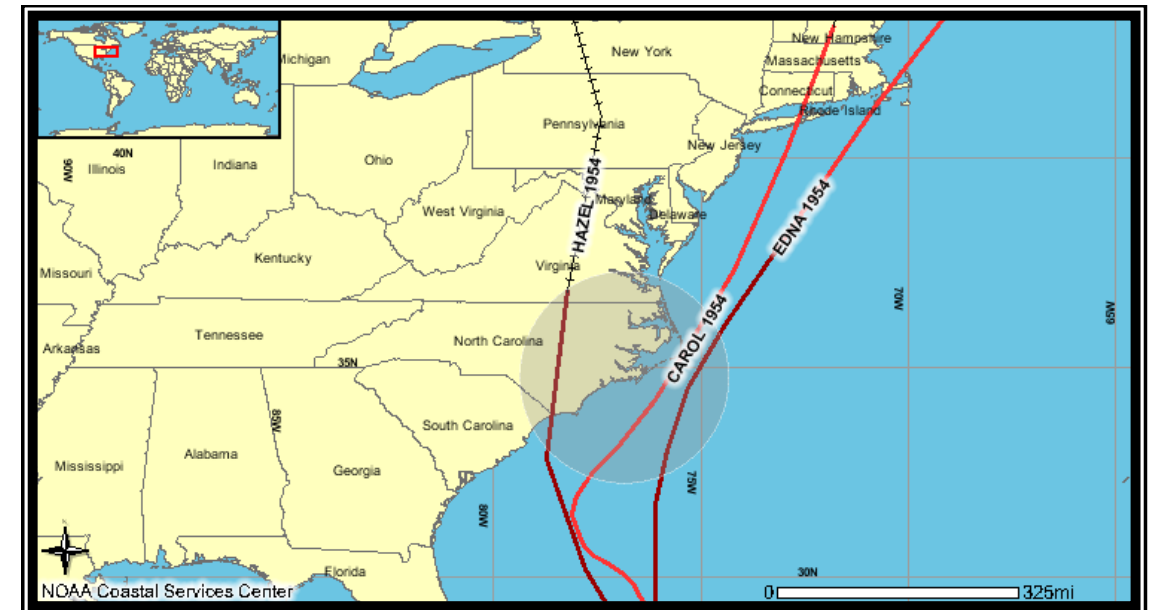 New York
New Hampshire
Michigan
Massachusetts
Connecticut
Rhode Island
Pennsylvania
New Jersey
40N
90W
Illinois
Indiana
Ohio
HAZEL 1954
Maryland
Delaware
EDNA 1954
West Virginia
Kentucky
Virginia
Missouri
70W
65W
CAROL 1954
Tennessee
North Carolina
Arkansas
35N
85W
South Carolina
Alabama
Georgia
Mississippi
75W
80W
Florida
30N
NOAA Coastal Services Center
0 325mi